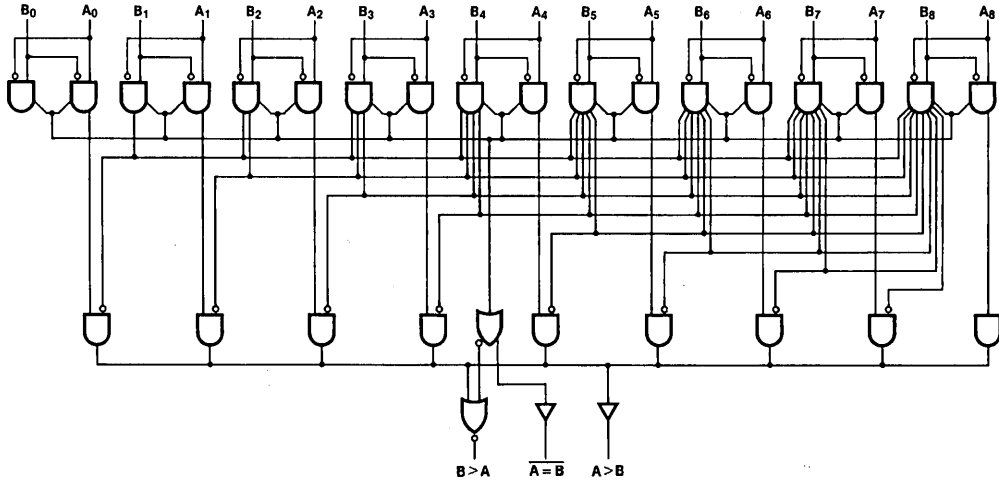 B₀ A₀ B₁ A₁ B₂ A₂ B₃ A₃ B₄ A₄ B₅ A₅ B₆ A₆ B₇ A₇ B₈ A₈
B>A A=B A>B